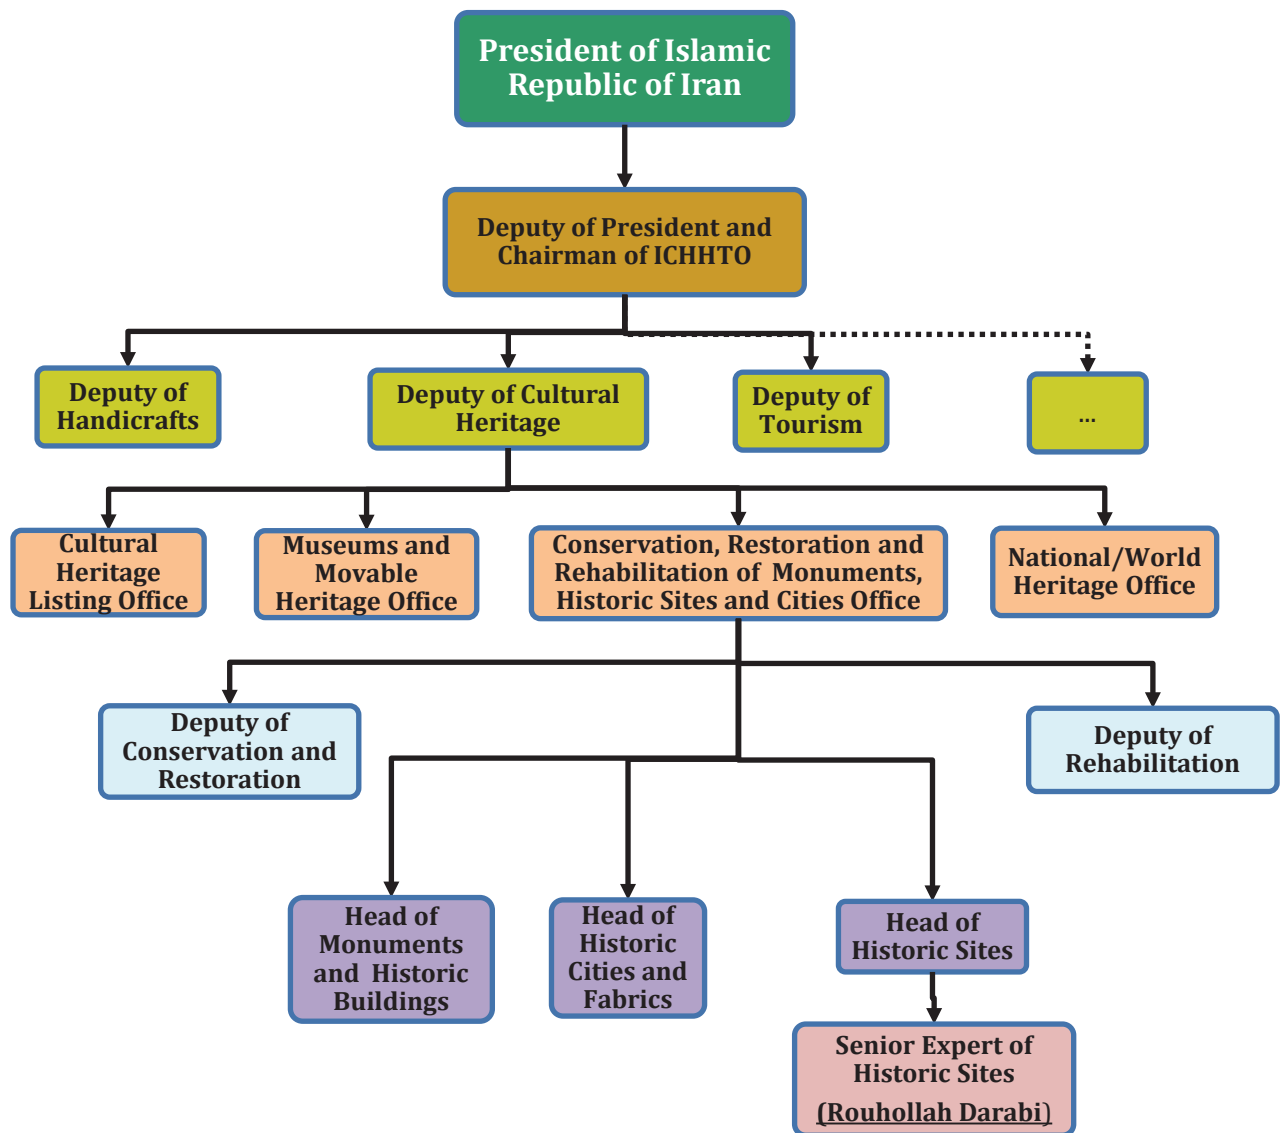 President of Islamic
Republic of Iran
Deputy of President and
Chairman of ICHHTO
Deputy of
Handicrafts
Deputy of Cultural
Heritage
Deputy of
Tourism
...
Cultural
Heritage
Listing Office
Museums and
Movable
Heritage Office
Conservation, Restoration and
Rehabilitation of Monuments,
Historic Sites and Cities Office
National/World
Heritage Office
Deputy of
Conservation and
Restoration
Deputy of
Rehabilitation
Head of
Monuments
and Historic
Buildings
Head of
Historic
Cities and
Fabrics
Head of
Historic Sites
Senior Expert of
Historic Sites
(Rouhollah Darabi)